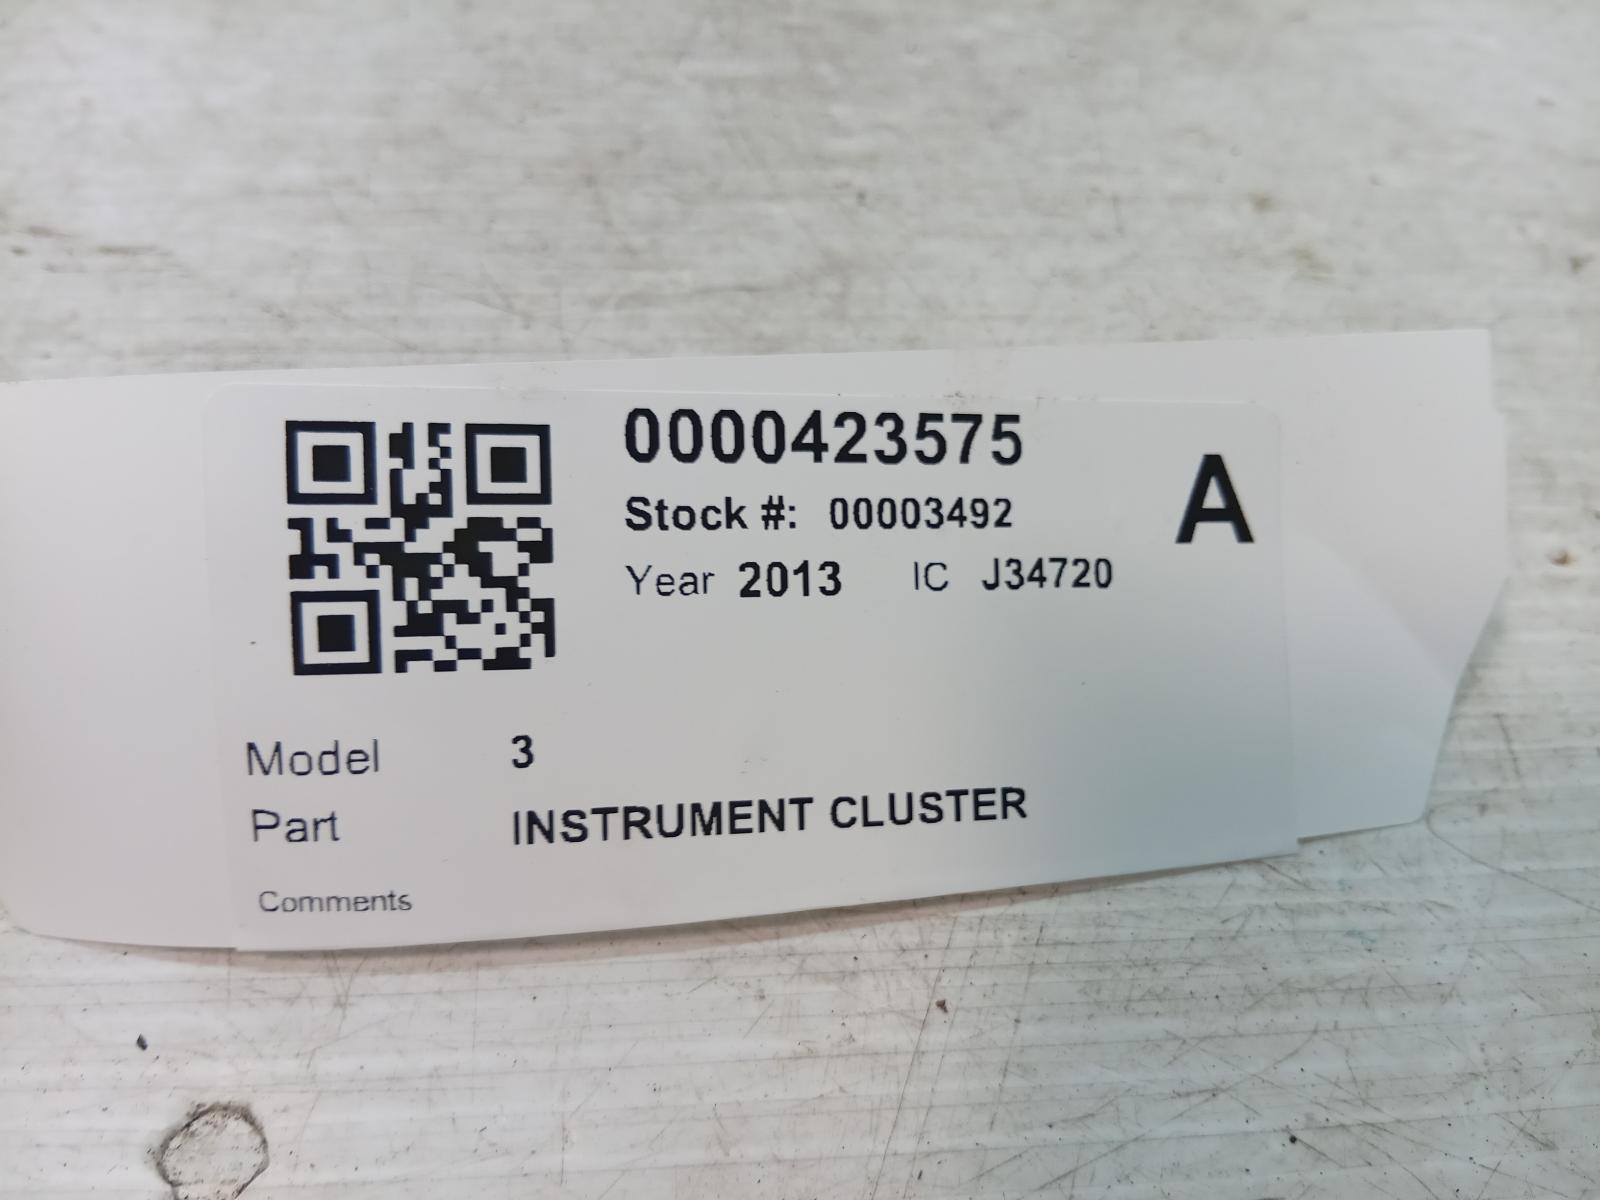 0000423575
A
Stock #: 00003492
Year 2013 IC J34720
Model 3
Part INSTRUMENT CLUSTER
Comments